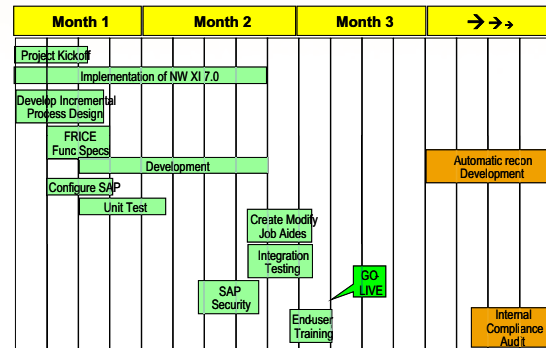 Month 1
Month 2
Month 3
Project Kickoff
Implementation of NW XI 7.0
Develop Incremental
Process Design
FRICE
Func Specs
Development
Automatic recon
Development
Configure SAP
Unit Test
Create Modify
Job Aides
Integration
Testing
GO-
LIVE
SAP
Security
End-user
Training
Internal
Compliance
Audit